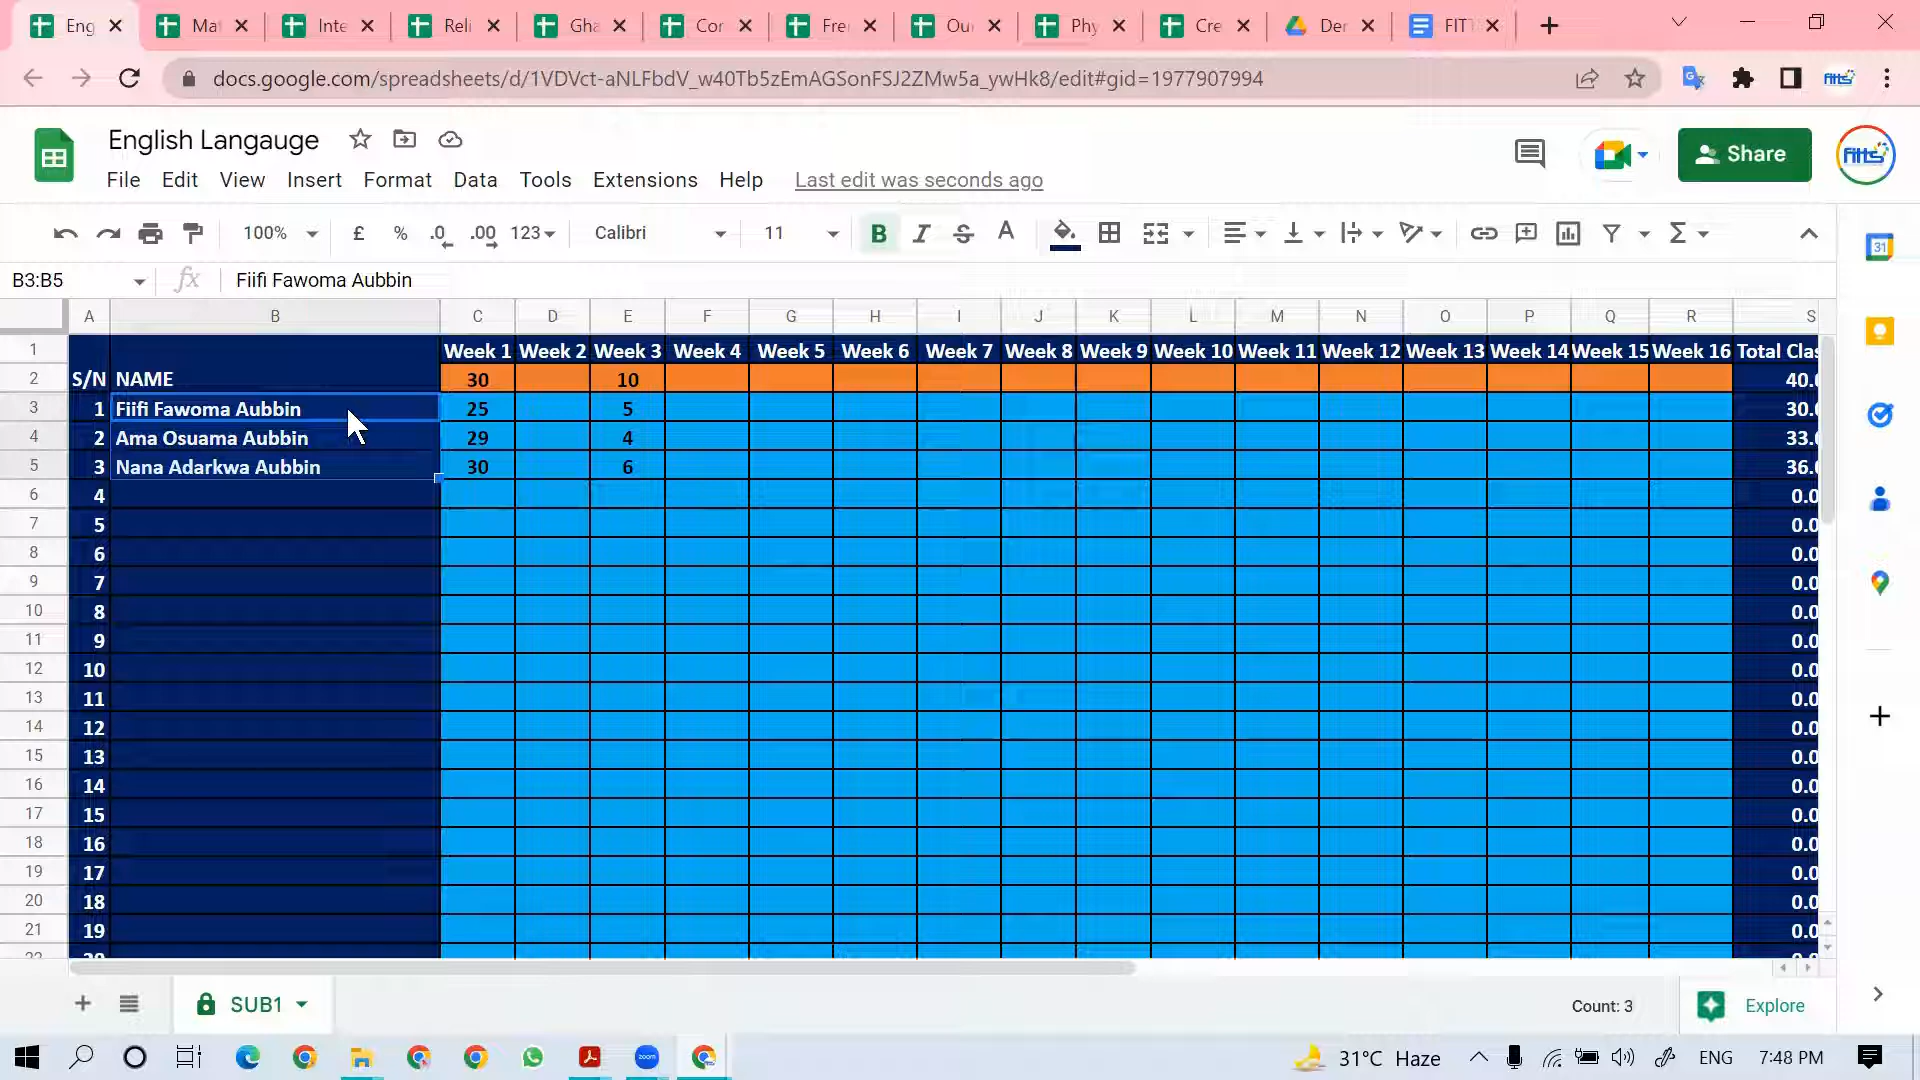 Eng Mat Inte Reli Gha Cor Fre Ou Phy Cre Der FIT
docs.google.com/spreadsheets/d/1VDVct-aNLFbdV_w40Tb5zEmAGSonFSJ2ZMw5a_ywHk8/edit#gid=1977907994
English Langauge
Share
File Edit View Insert Format Data Tools Extensions Help Last edit was seconds ago
100% £ % .0 .00 123 Calibri 11 B I S A Σ
B3:B5 fx Fiifi Fawoma Aubbin
31
A B C D E F G H I J K L M N O P Q R S
1 Week 1 Week 2 Week 3 Week 4 Week 5 Week 6 Week 7 Week 8 Week 9 Week 10 Week 11 Week 12 Week 13 Week 14 Week 15 Week 16 Total Clas
2 S/N NAME 30 10 40.0
3 1 Fiifi Fawoma Aubbin 25 5 30.0
4 2 Ama Osuama Aubbin 29 4 33.0
5 3 Nana Adarkwa Aubbin 30 6 36.0
6 4 0.0
7 5 0.0
8 6 0.0
9 7 0.0
10 8 0.0
11 9 0.0
12 10 0.0
13 11 0.0
14 12 0.0
15 13 0.0
16 14 0.0
17 15 0.0
18 16 0.0
19 17 0.0
20 18 0.0
21 19 0.0
SUB1 Count: 3 Explore
zoom 31°C Haze ENG 7:48 PM